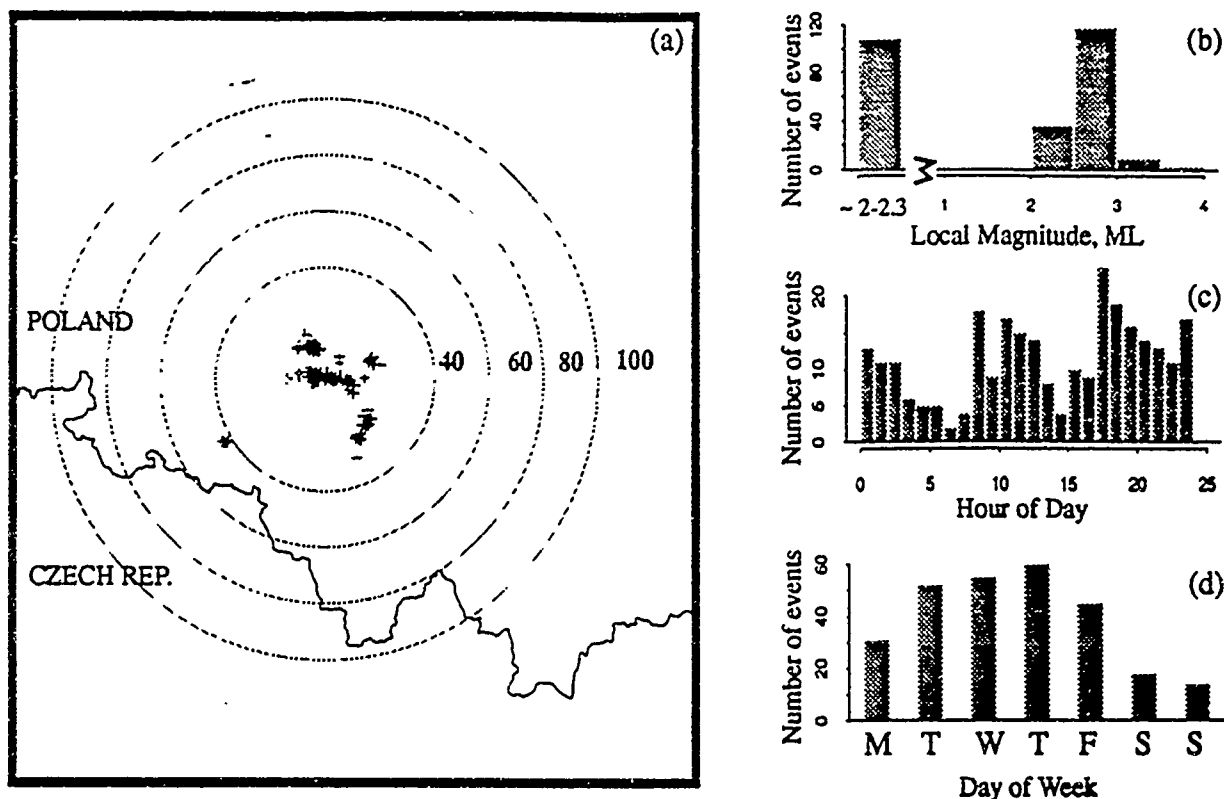 (a)
POLAND
40 60 80 100
CZECH REP.
(b)
Number of events
120
80
40
0
~ 2-2.3 1 2 3 4
Local Magnitude, ML
(c)
Number of events
20
10
6
0
0 5 10 15 20 25
Hour of Day
(d)
Number of events
60
40
20
0
M T W T F S S
Day of Week